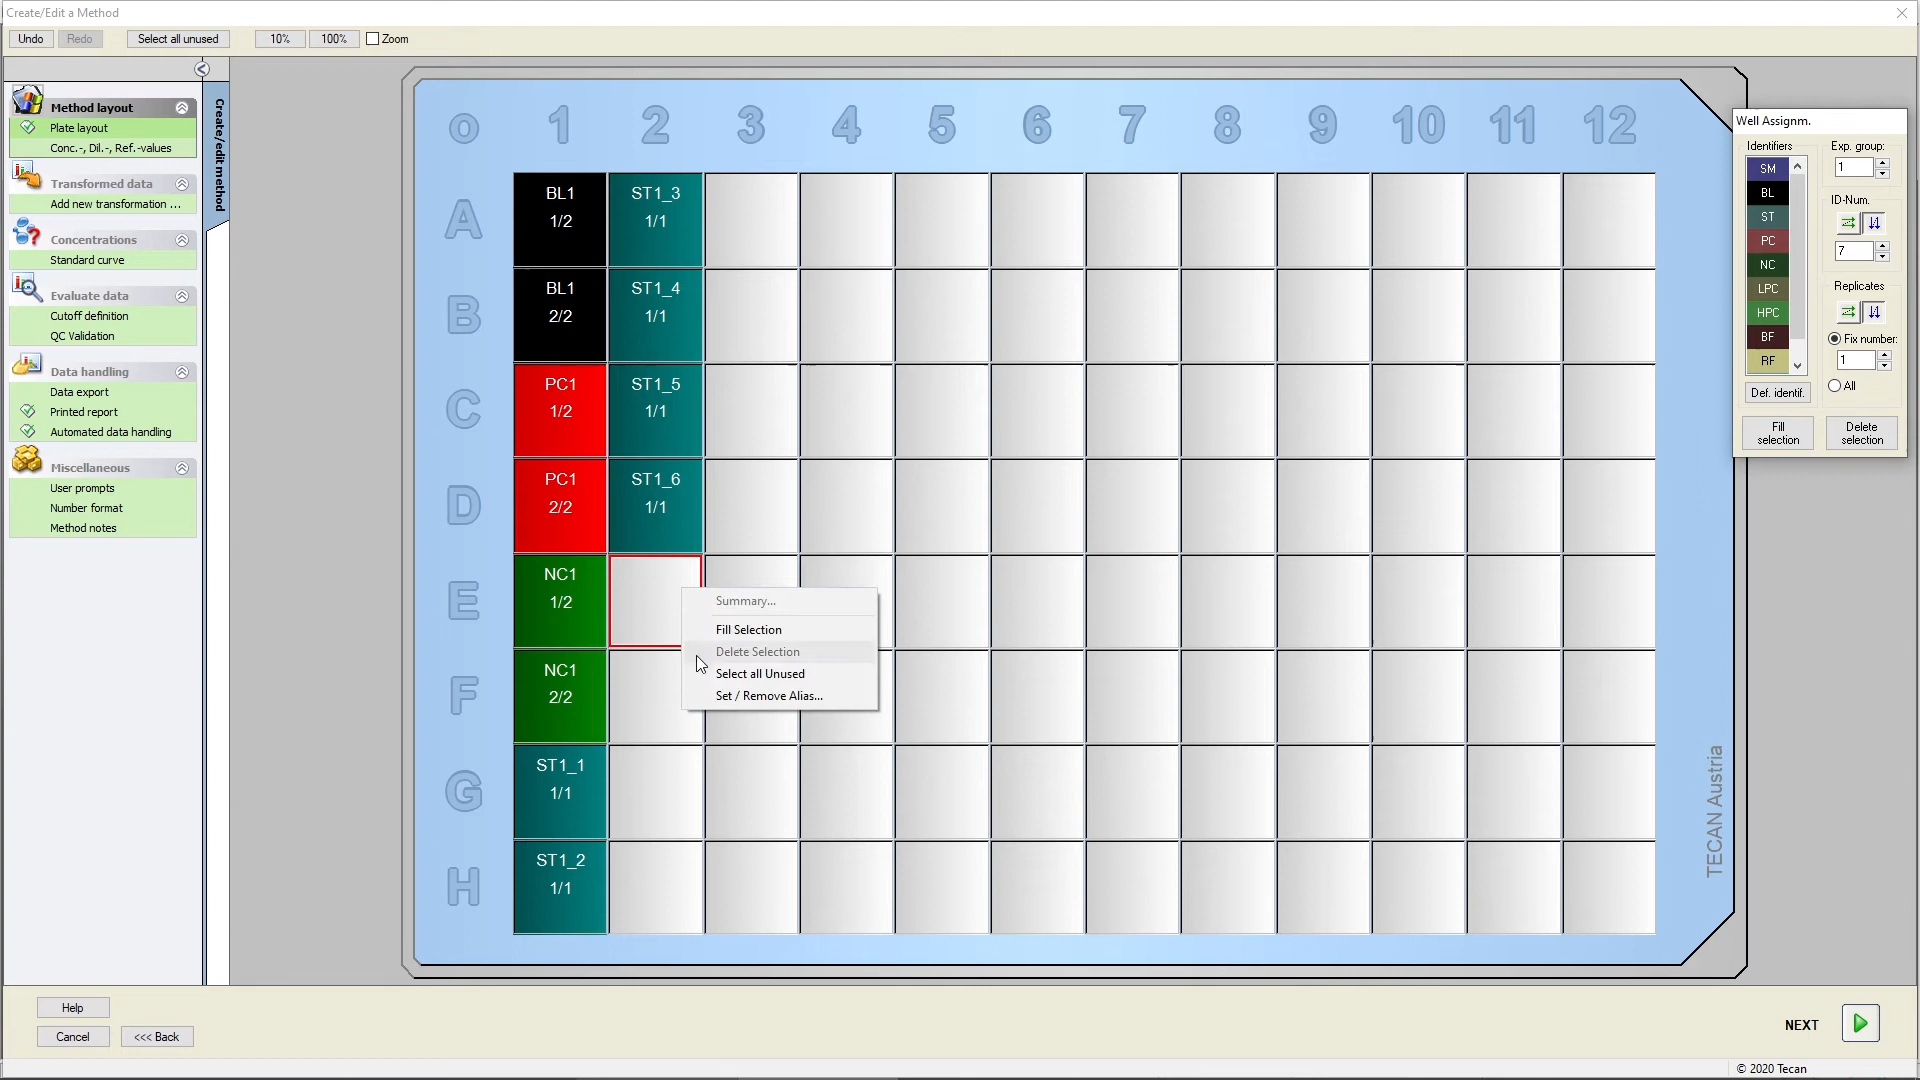 Create/Edit a Method
Undo
Redo
Select all unused
10%
100%
Zoom
Create/edit method
Method layout
Plate layout
Conc.-, Dil.-, Ref.-values
Transformed data
Add new transformation ...
Concentrations
Standard curve
Evaluate data
Cutoff definition
QC Validation
Data handling
Data export
Printed report
Automated data handling
Miscellaneous
User prompts
Number format
Method notes
o 1 2 3 4 5 6 7 8 9 10 11 12
A
BL1
1/2
ST1_3
1/1
B
BL1
2/2
ST1_4
1/1
C
PC1
1/2
ST1_5
1/1
D
PC1
2/2
ST1_6
1/1
E
NC1
1/2
F
NC1
2/2
G
ST1_1
1/1
H
ST1_2
1/1
Summary...
Fill Selection
Delete Selection
Select all Unused
Set / Remove Alias...
TECAN Austria
Well Assignm.
Identifiers
SM
BL
ST
PC
NC
LPC
HPC
BF
RF
Def. identif.
Exp. group:
1
ID-Num.
7
Replicates
Fix number:
1
All
Fill
selection
Delete
selection
Help
Cancel
<<< Back
NEXT
© 2020 Tecan